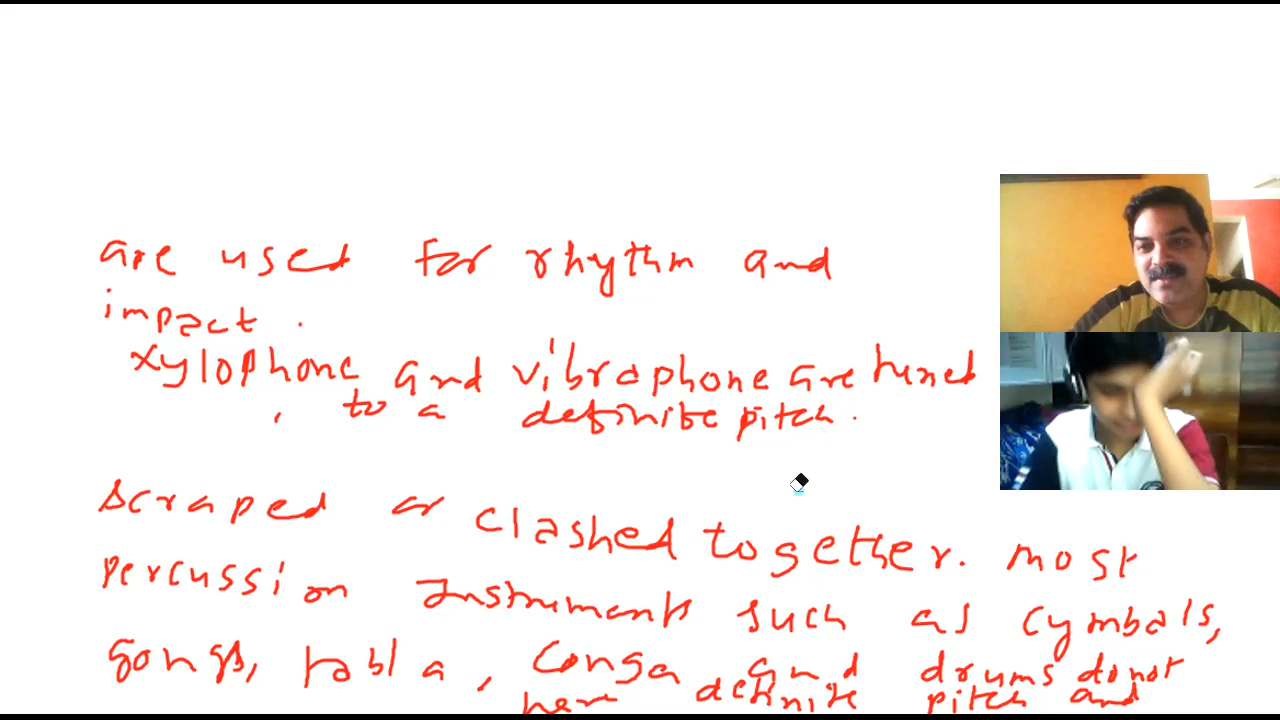 are used for rhythm and
impact.
xylophone and vibraphone are tuned
to a definite pitch.
scraped or clashed together. most
percussion Instruments such as cymbals,
gongs, tabla, Conga and drums do not
have definite pitch and